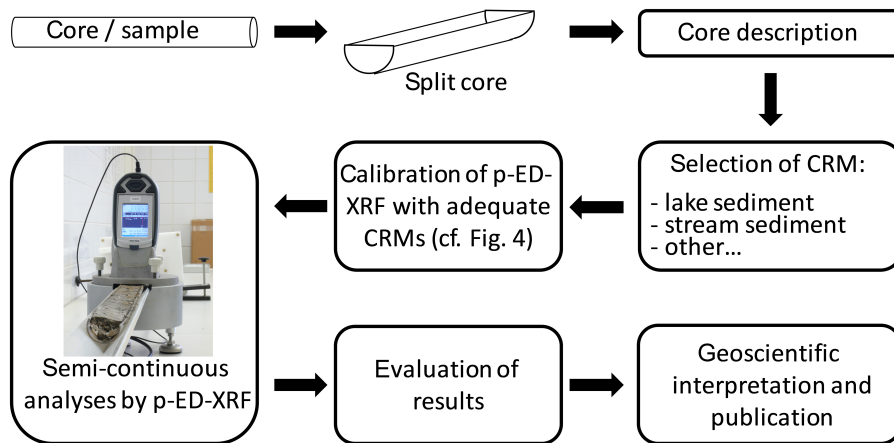 Core / sample
Split core
Core description
Selection of CRM:
- lake sediment
- stream sediment
- other...
Calibration of p-ED-
XRF with adequate
CRMs (cf. Fig. 4)
Semi-continuous
analyses by p-ED-XRF
Evaluation of
results
Geoscientific
interpretation and
publication